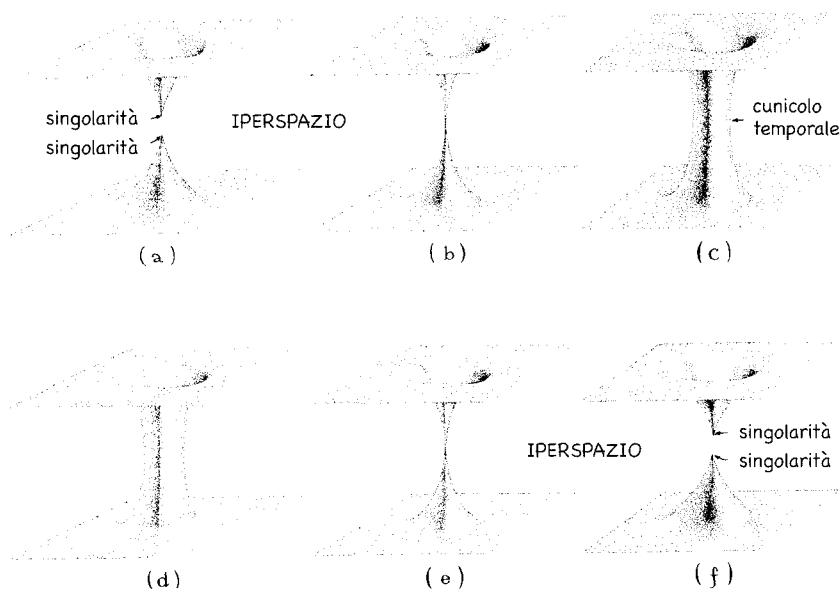 singolarità
singolarità
IPERSPAZIO
cunicolo
temporale
(a)
(b)
(c)
IPERSPAZIO
singolarità
singolarità
(d)
(e)
(f)